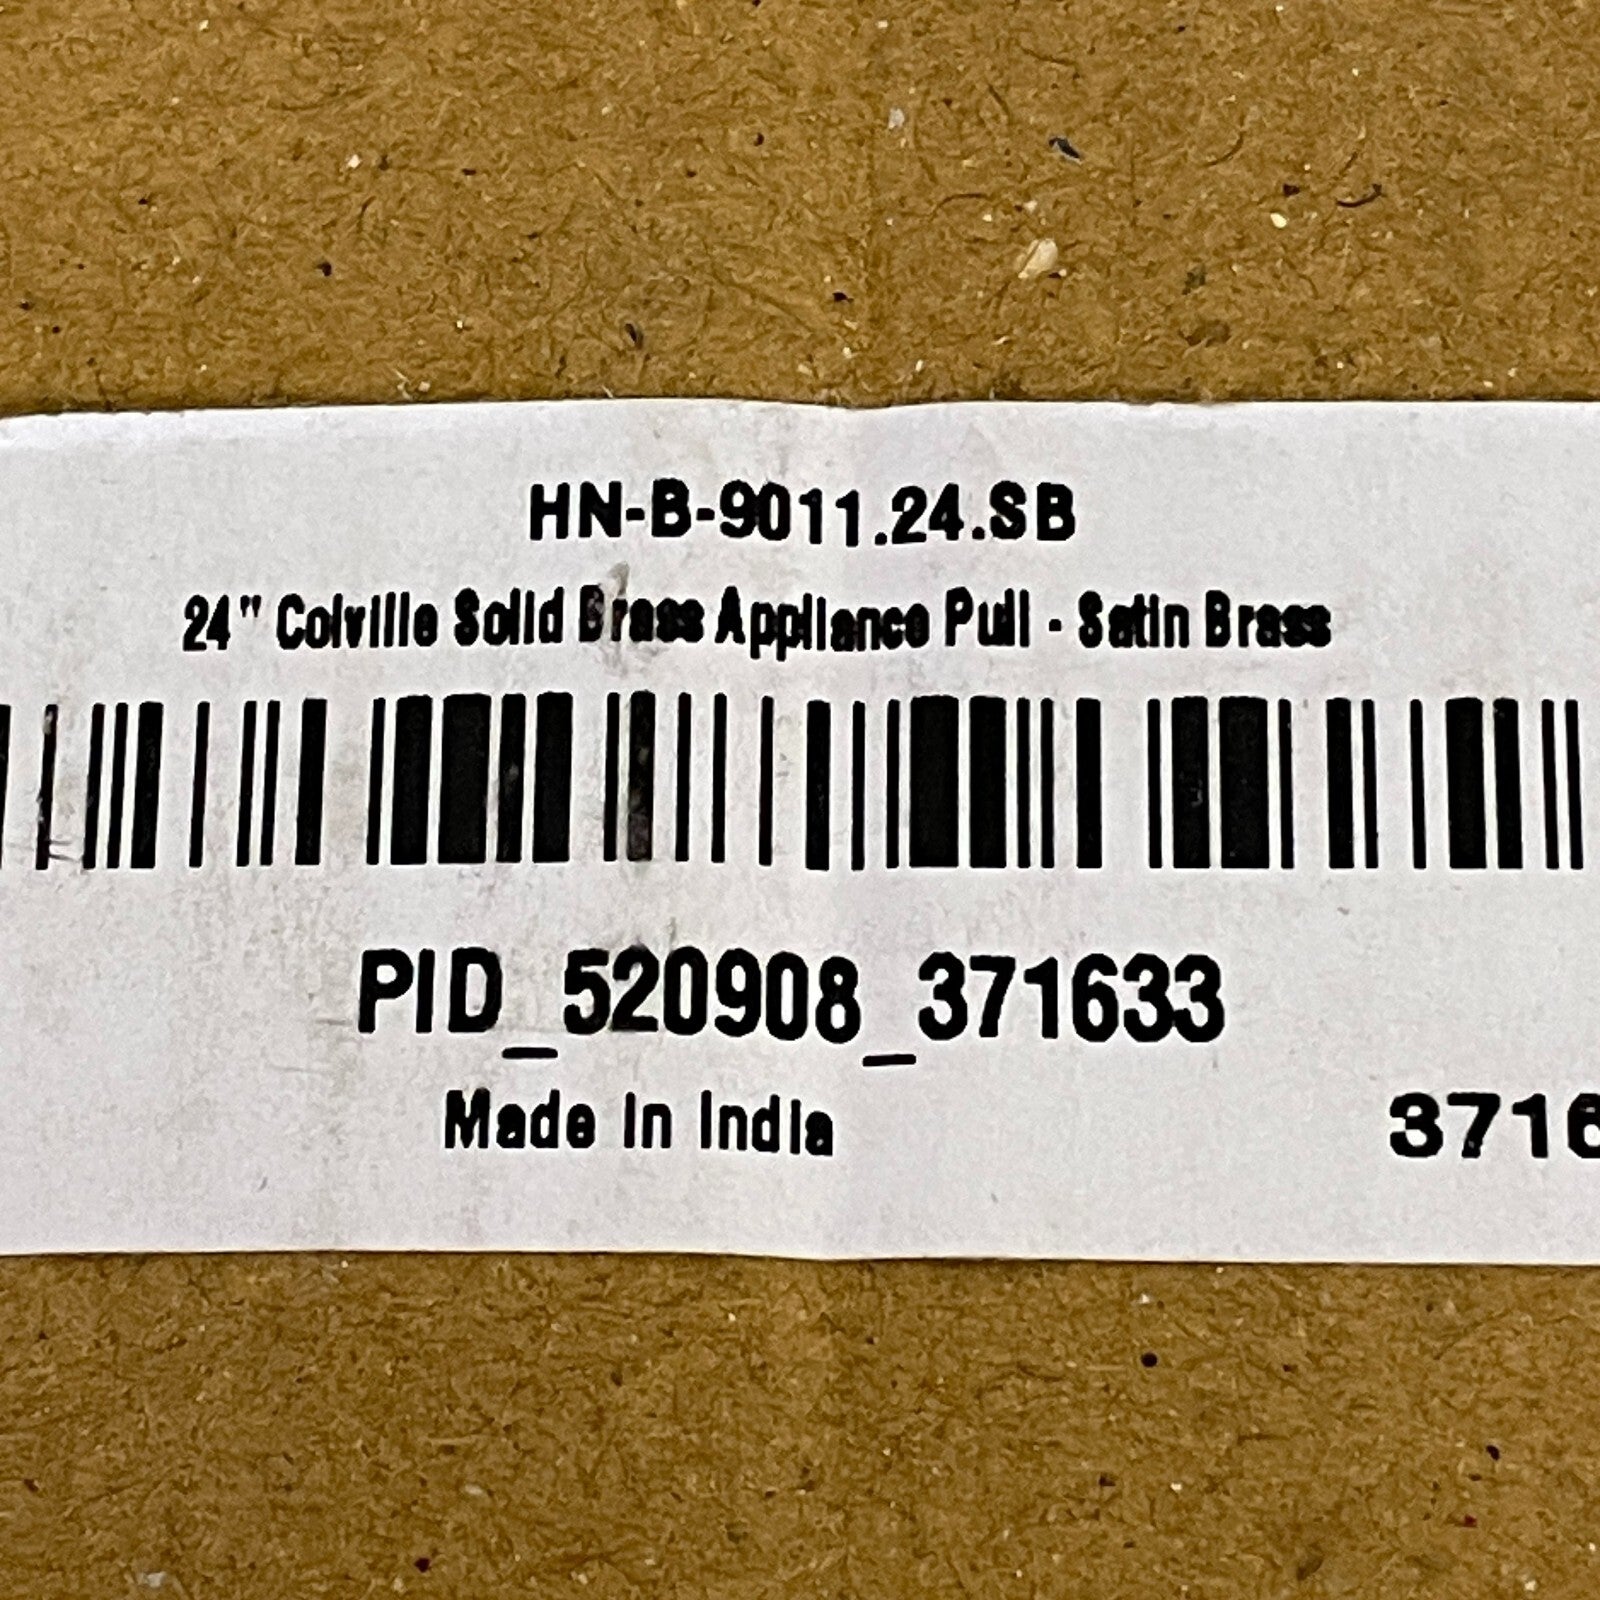 HN-B-9011.24.SB
24" Colville Solid Brass Appliance Pull - Satin Brass
PID_520908_371633
Made In India
3716